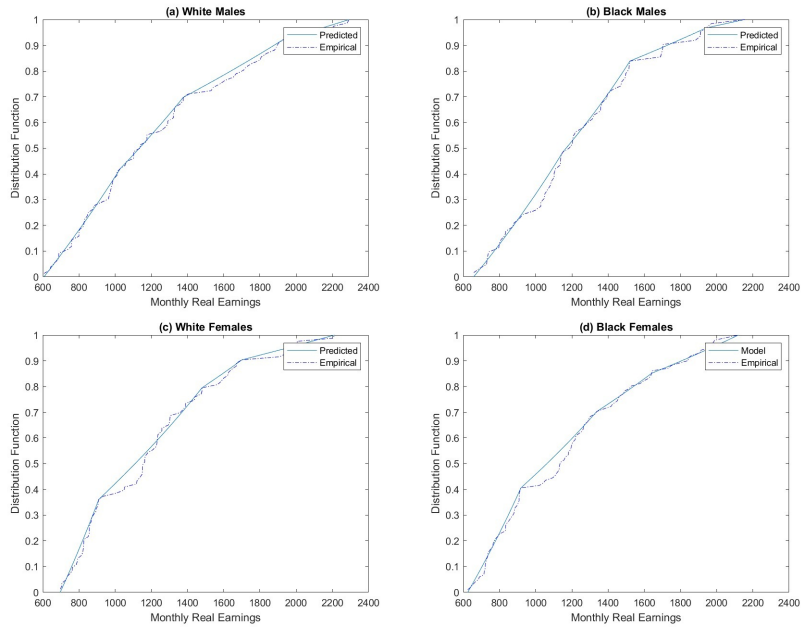 (a) White Males
1
0.9
0.8
0.7
0.6
0.5
0.4
0.3
0.2
0.1
0
Distribution Function
Predicted
Empirical
600 800 1000 1200 1400 1600 1800 2000 2200 2400
Monthly Real Earnings
(b) Black Males
1
0.9
0.8
0.7
0.6
0.5
0.4
0.3
0.2
0.1
0
Distribution Function
Predicted
Empirical
600 800 1000 1200 1400 1600 1800 2000 2200 2400
Monthly Real Earnings
(c) White Females
1
0.9
0.8
0.7
0.6
0.5
0.4
0.3
0.2
0.1
0
Distribution Function
Predicted
Empirical
600 800 1000 1200 1400 1600 1800 2000 2200 2400
Monthly Real Earnings
(d) Black Females
1
0.9
0.8
0.7
0.6
0.5
0.4
0.3
0.2
0.1
0
Distribution Function
Model
Empirical
600 800 1000 1200 1400 1600 1800 2000 2200 2400
Monthly Real Earnings